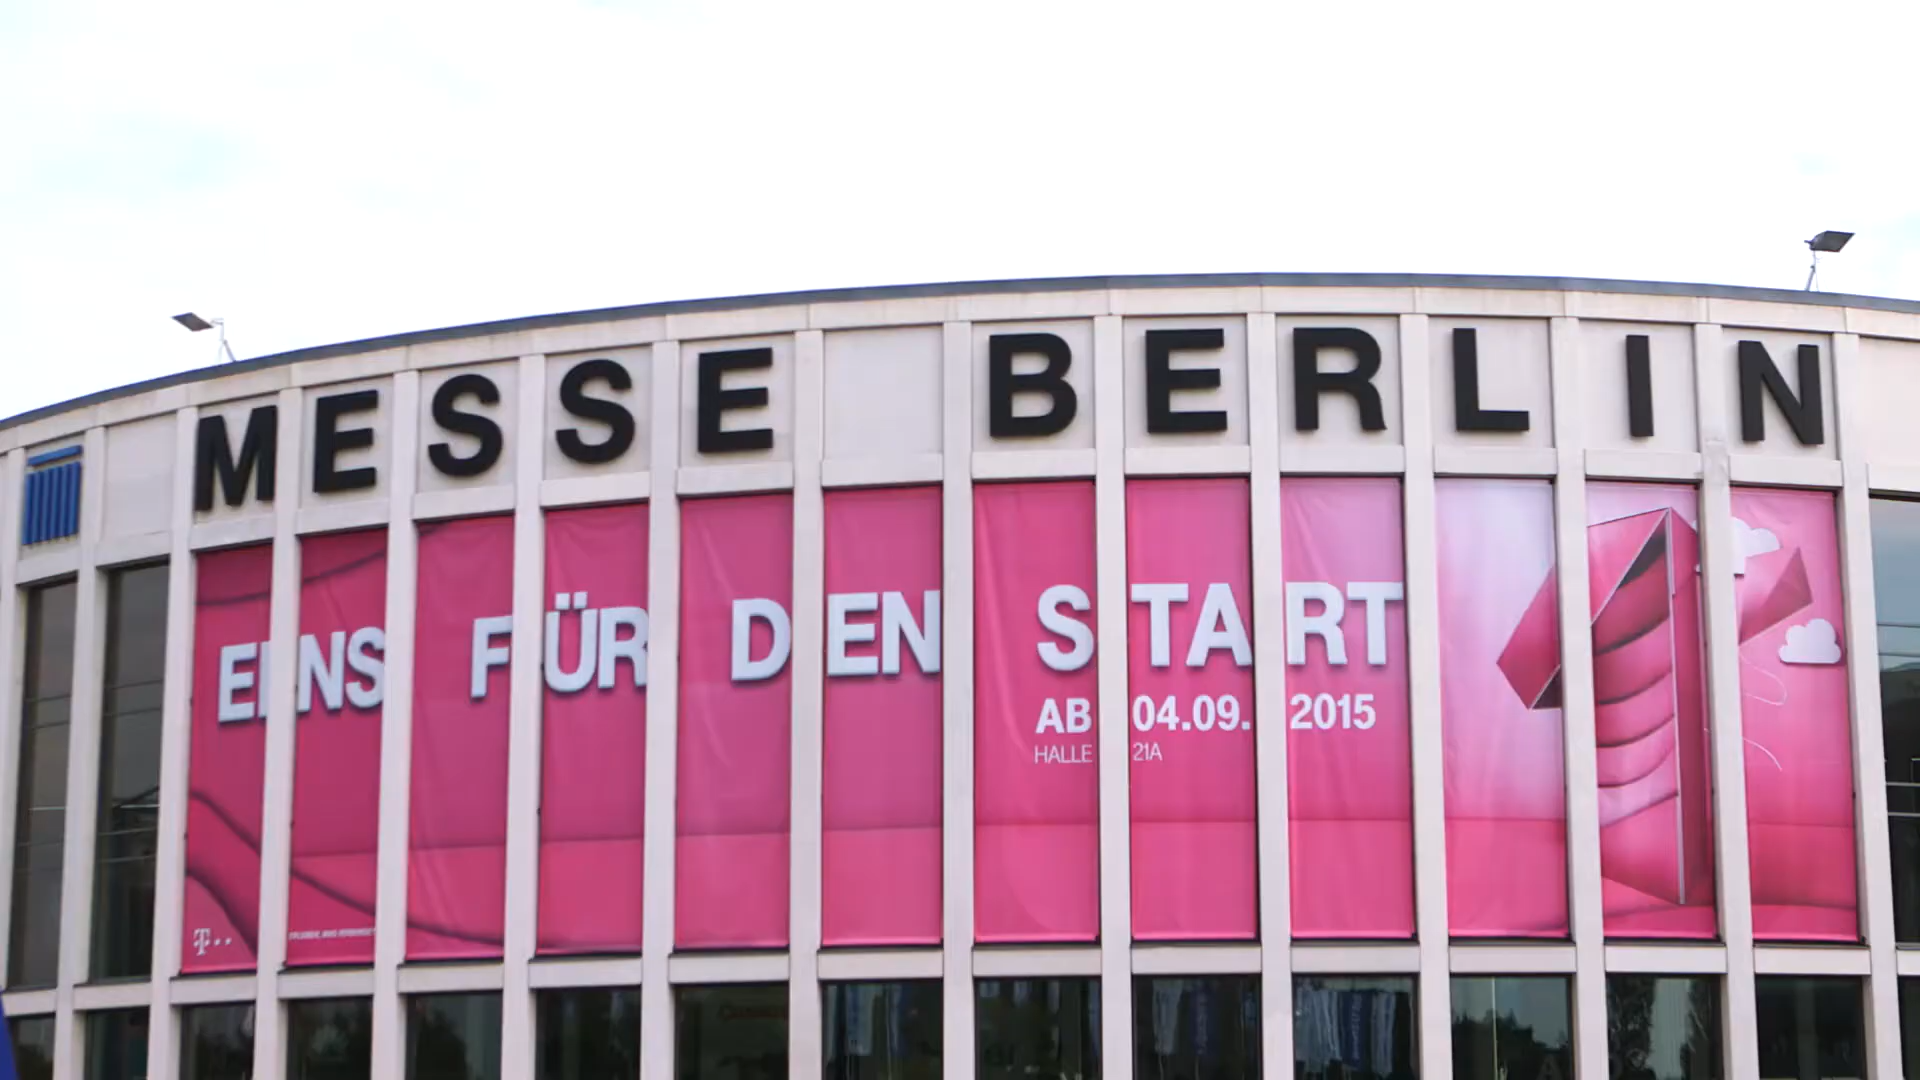 MESSE BERLIN
EINS FÜR DEN START
AB 04.09. 2015
HALLE 21A
T